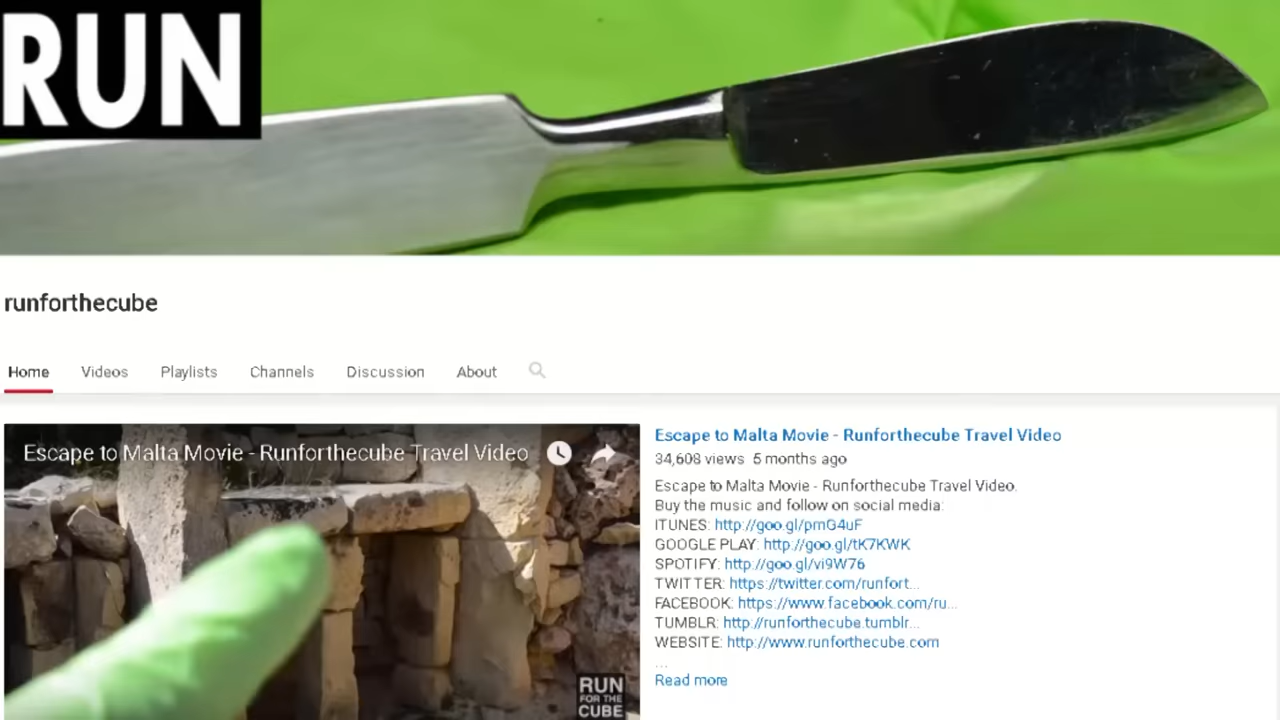 RUN
runforthecube
Home Videos Playlists Channels Discussion About
Escape to Malta Movie - Runforthecube Travel Video
RUN
FOR THE
CUBE
Escape to Malta Movie - Runforthecube Travel Video
34,608 views 5 months ago
Escape to Malta Movie - Runforthecube Travel Video.
Buy the music and follow on social media:
ITUNES: http://goo.gl/pmG4uF
GOOGLE PLAY: http://goo.gl/tK7KWK
SPOTIFY: http://goo.gl/vi9W76
TWITTER: https://twitter.com/runfort...
FACEBOOK: https://www.facebook.com/ru...
TUMBLR: http://runforthecube.tumblr...
WEBSITE: http://www.runforthecube.com
...
Read more